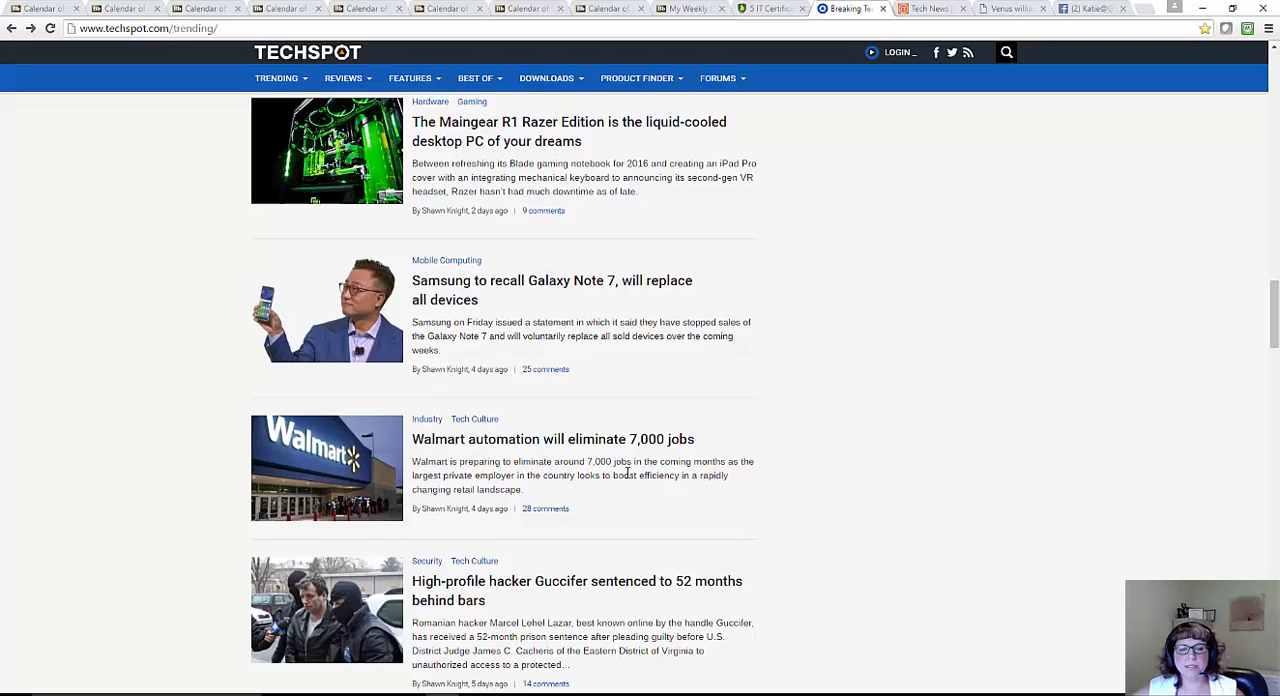 Calendar of
Calendar of
Calendar of
Calendar of
Calendar of
Calendar of
Calendar of
Calendar of
My Weekly
5 IT Certifica
Breaking Te
Tech News
Venus willia
(2) Katie@G
www.techspot.com/trending/
TECHSPOT
LOGIN _
TRENDING
REVIEWS
FEATURES
BEST OF
DOWNLOADS
PRODUCT FINDER
FORUMS
Hardware Gaming
The Maingear R1 Razer Edition is the liquid-cooled
desktop PC of your dreams
Between refreshing its Blade gaming notebook for 2016 and creating an iPad Pro
cover with an integrating mechanical keyboard to announcing its second-gen VR
headset, Razer hasn't had much downtime as of late.
By Shawn Knight, 2 days ago | 9 comments
Mobile Computing
Samsung to recall Galaxy Note 7, will replace
all devices
Samsung on Friday issued a statement in which it said they have stopped sales of
the Galaxy Note 7 and will voluntarily replace all sold devices over the coming
weeks.
By Shawn Knight, 4 days ago | 25 comments
Walmart
Industry Tech Culture
Walmart automation will eliminate 7,000 jobs
Walmart is preparing to eliminate around 7,000 jobs in the coming months as the
largest private employer in the country looks to boost efficiency in a rapidly
changing retail landscape.
By Shawn Knight, 4 days ago | 28 comments
Security Tech Culture
High-profile hacker Guccifer sentenced to 52 months
behind bars
Romanian hacker Marcel Lehel Lazar, best known online by the handle Guccifer,
has received a 52-month prison sentence after pleading guilty before U.S.
District Judge James C. Cacheris of the Eastern District of Virginia to
unauthorized access to a protected...
By Shawn Knight, 5 days ago | 14 comments